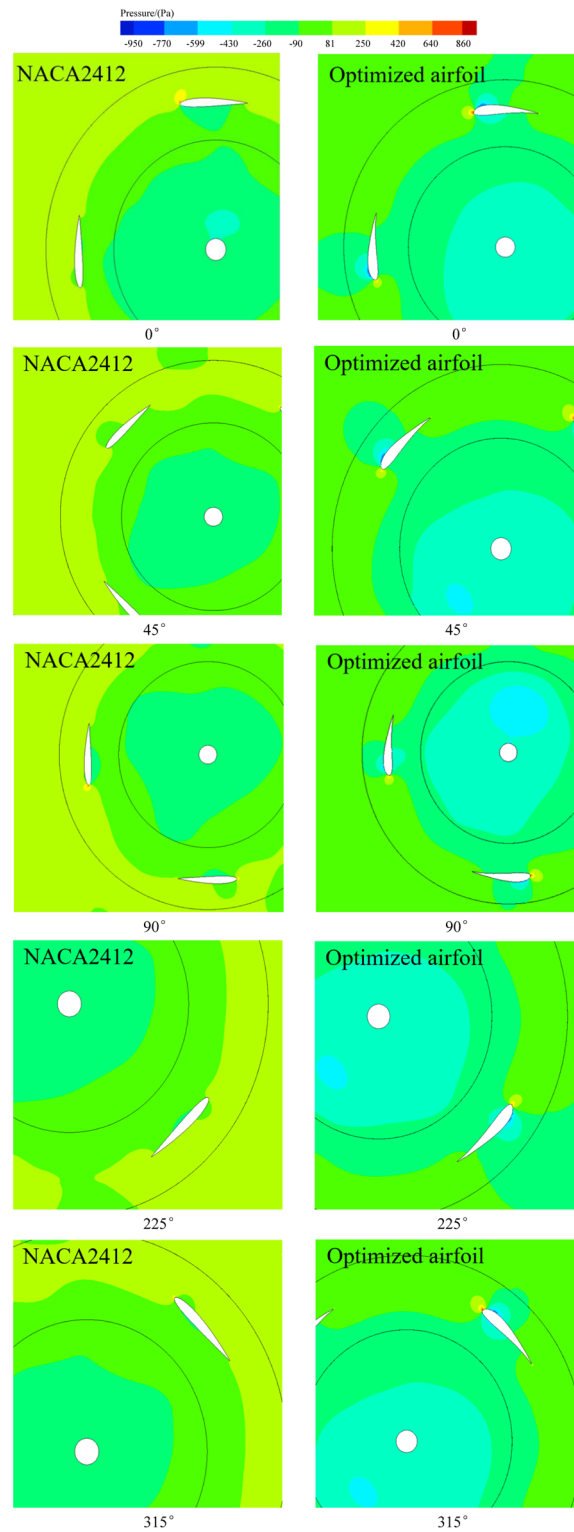 Pressure/(Pa)
-950 -770 -599 -430 -260 -90 81 250 420 640 860
NACA2412 Optimized airfoil
0° 0°
NACA2412 Optimized airfoil
45° 45°
NACA2412 Optimized airfoil
90° 90°
NACA2412 Optimized airfoil
225° 225°
NACA2412 Optimized airfoil
315° 315°